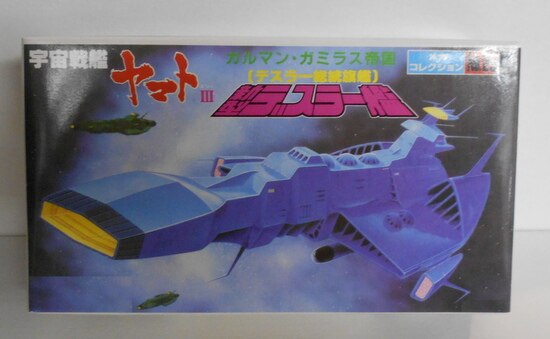 宇宙戦艦
ヤマト III
ガルマン・ガミラス帝国
(デスラー総統旗艦)
新型デスラー艦
コレクション